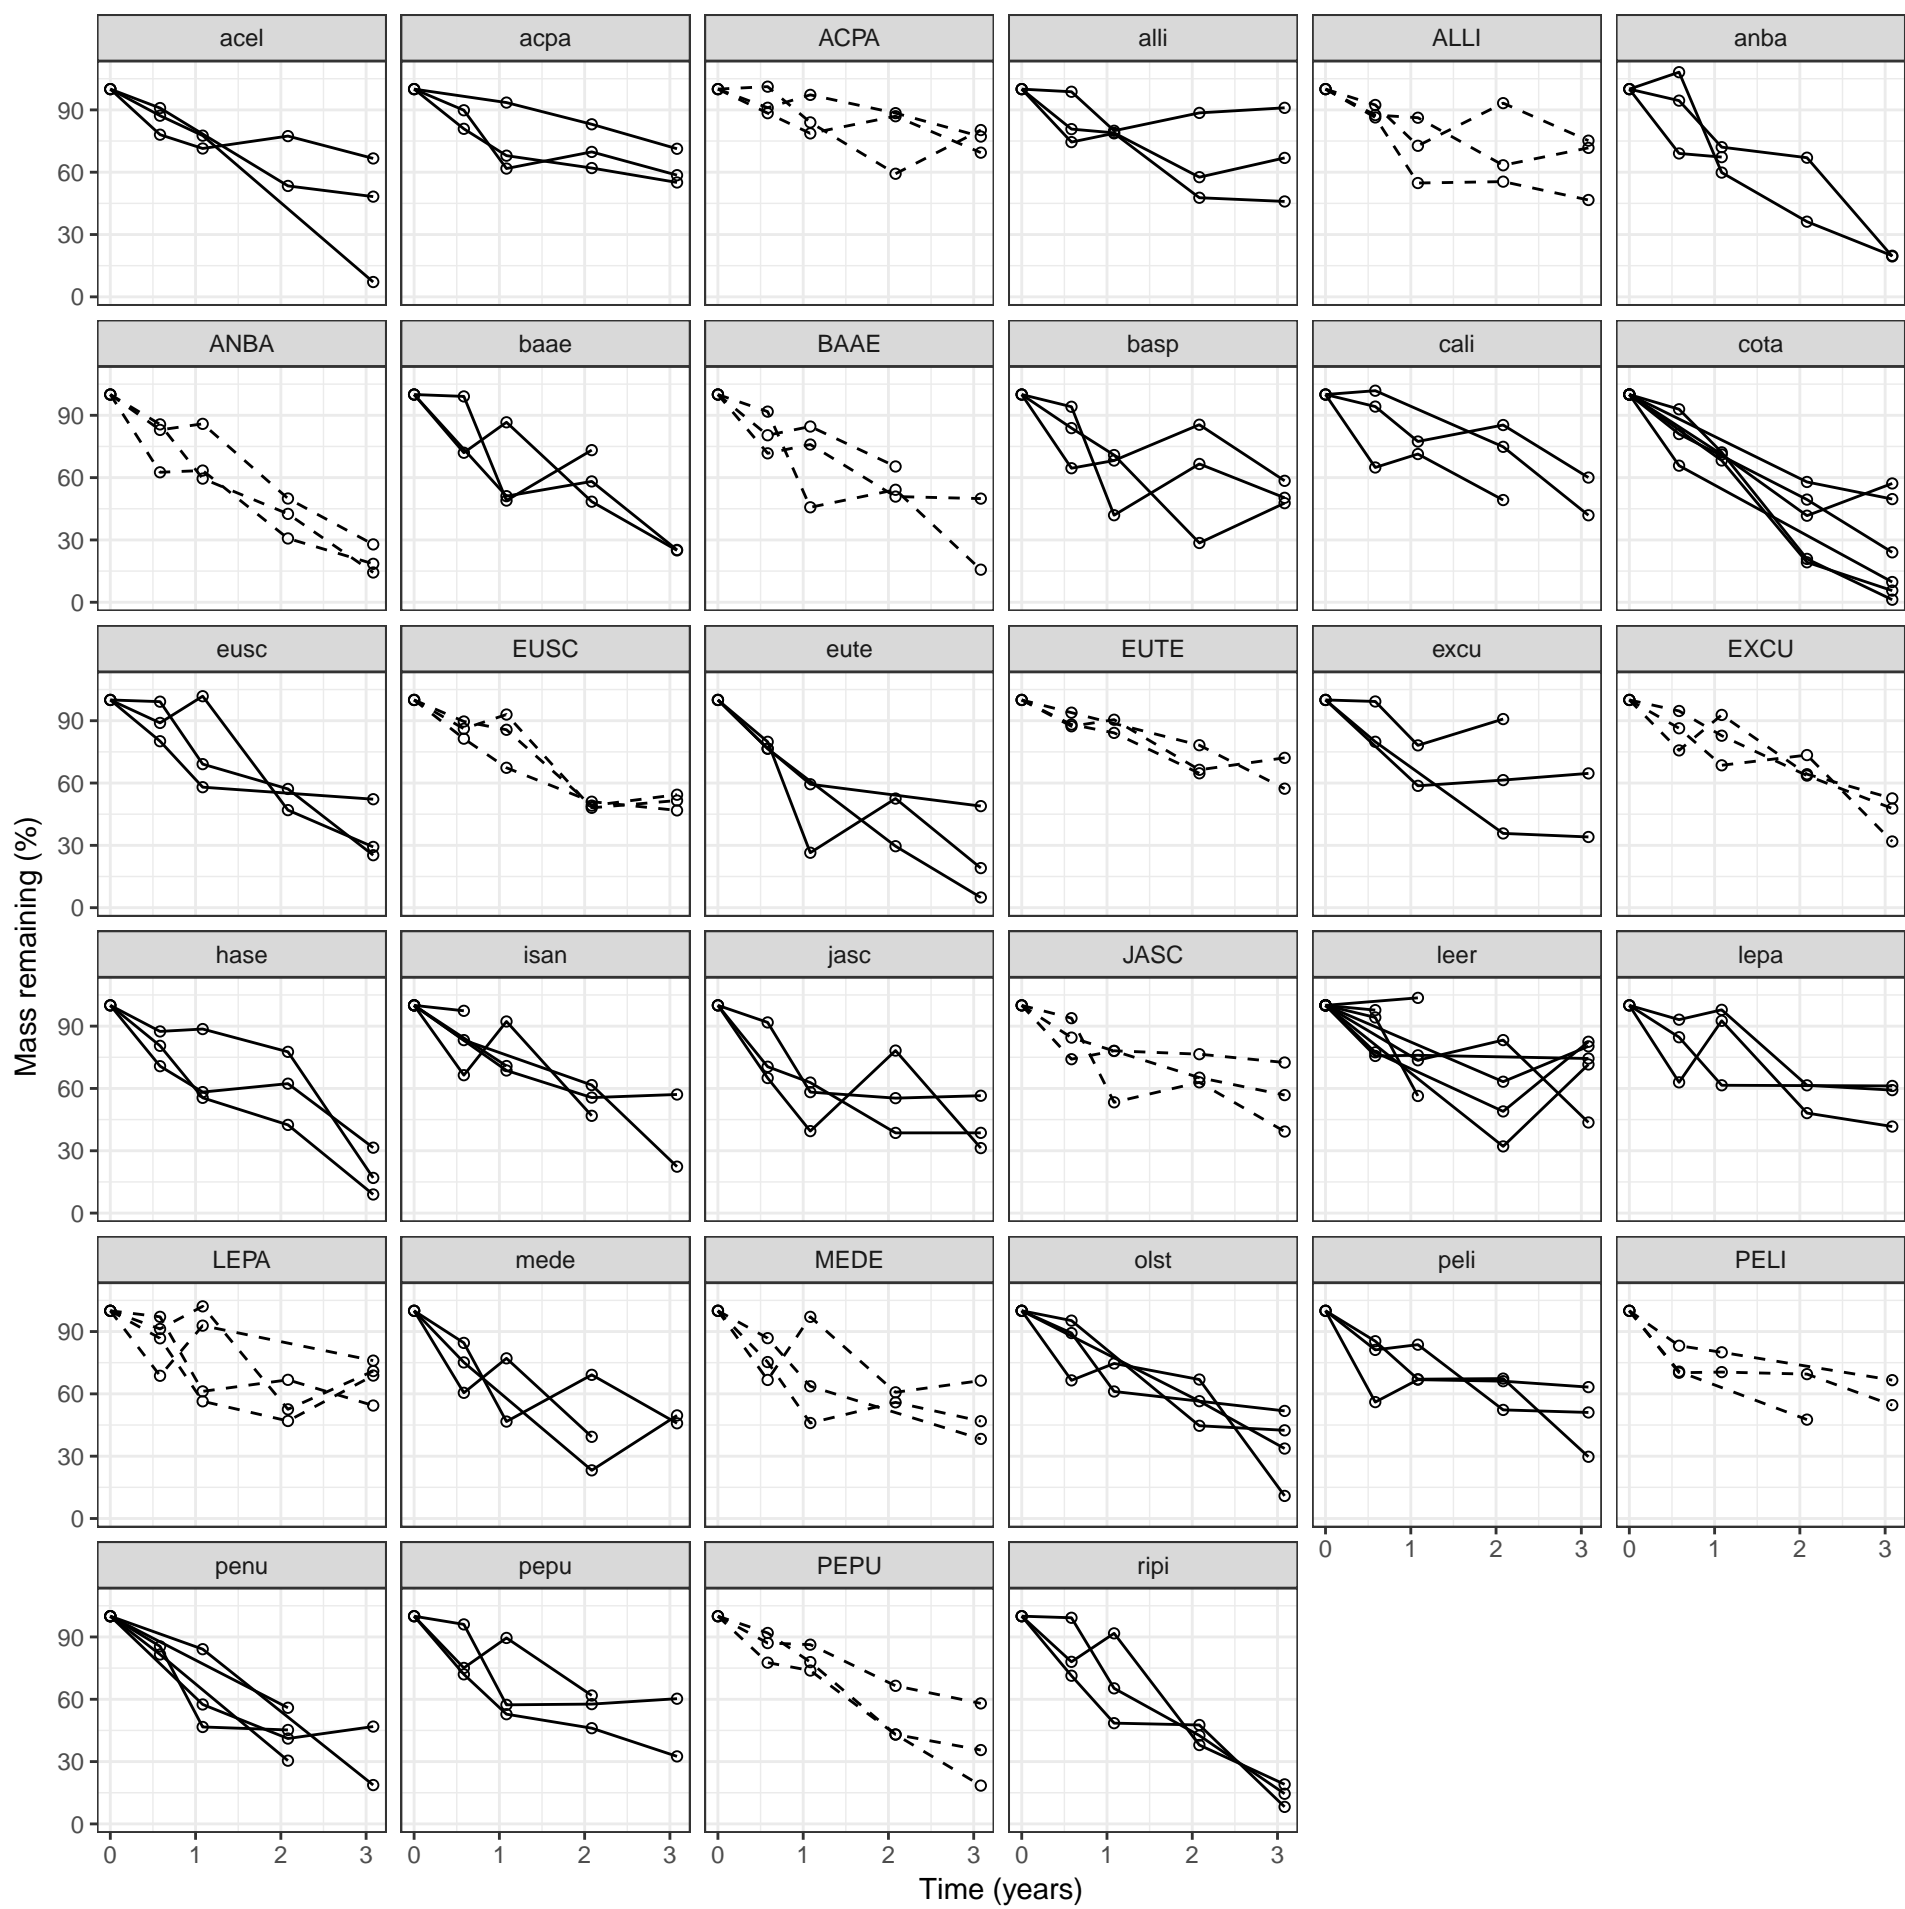 acel acpa ACPA alli ALLI anba
90
60
30
0
ANBA baae BAAE basp cali cota
90
60
30
0
eusc EUSC eute EUTE excu EXCU
90
60
30
0
Mass remaining (%)
hase isan jasc JASC leer lepa
90
60
30
0
LEPA mede MEDE olst peli PELI
90
60
30
0
0 1 2 3 0 1 2 3
penu pepu PEPU ripi
90
60
30
0
0 1 2 3 0 1 2 3 0 1 2 3 0 1 2 3
Time (years)